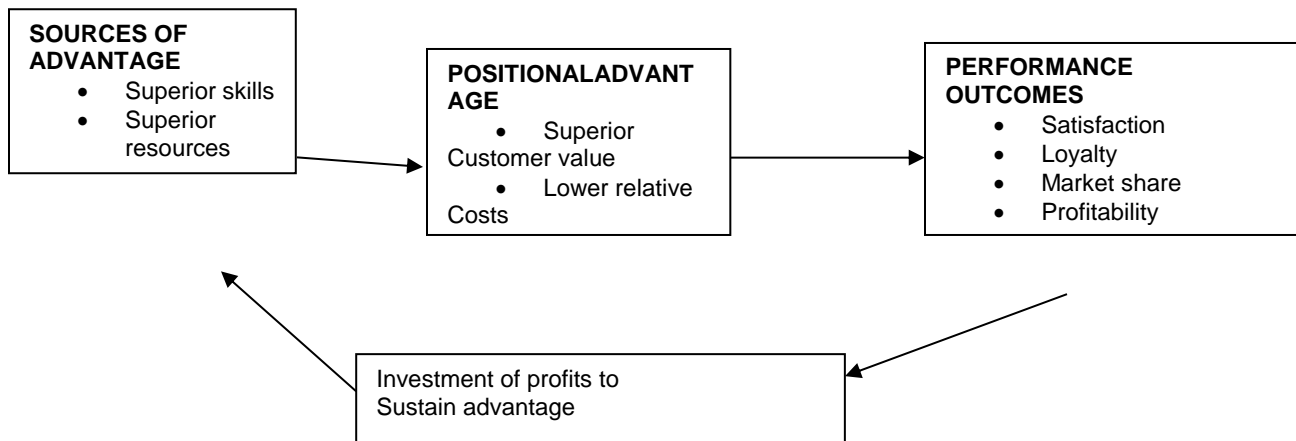 SOURCES OF
ADVANTAGE
• Superior skills
• Superior
resources
POSITIONALADVANT
AGE
• Superior
Customer value
• Lower relative
Costs
PERFORMANCE
OUTCOMES
• Satisfaction
• Loyalty
• Market share
• Profitability
Investment of profits to
Sustain advantage